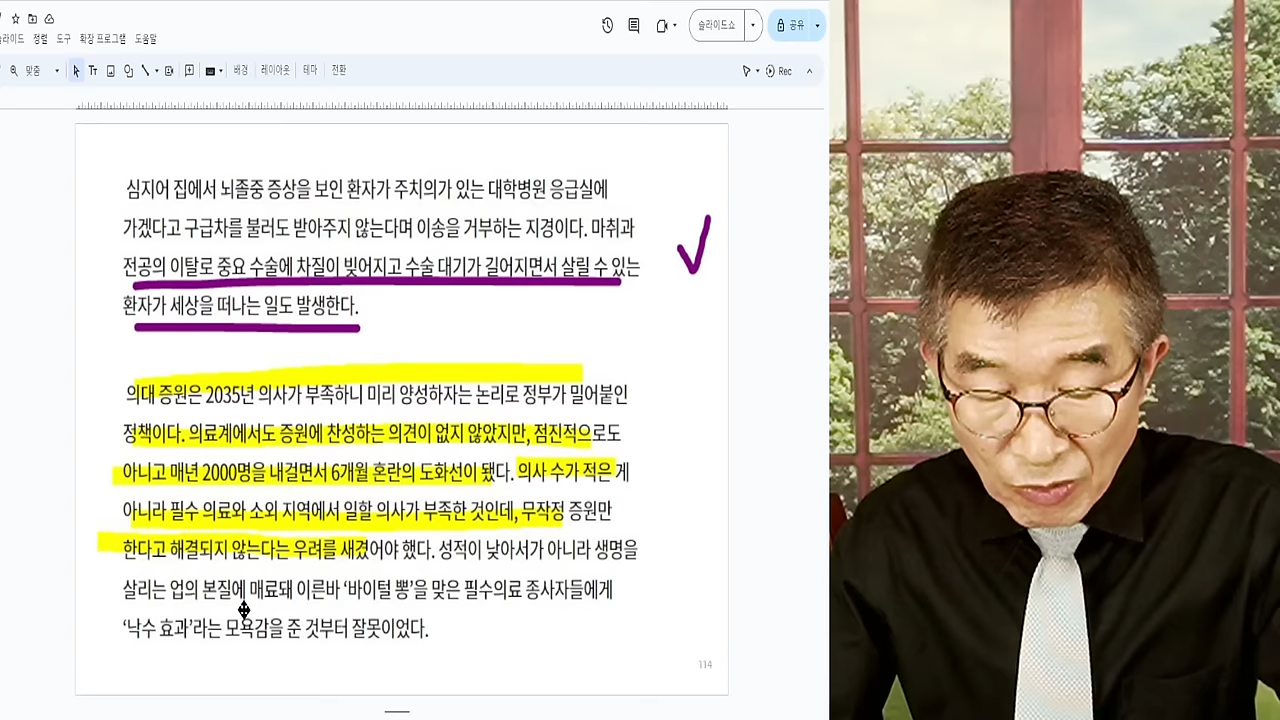 슬라이드쇼
공유
라이드 정렬 도구 확장 프로그램 도움말
맞춤 Tт 배경 레이아웃 테마 전환 Rec
심지어 집에서 뇌졸중 증상을 보인 환자가 주치의가 있는 대학병원 응급실에
가겠다고 구급차를 불러도 받아주지 않는다며 이송을 거부하는 지경이다. 마취과
전공의 이탈로 중요 수술에 차질이 빚어지고 수술 대기가 길어지면서 살릴 수 있는
환자가 세상을 떠나는 일도 발생한다.
의대 증원은 2035년 의사가 부족하니 미리 양성하자는 논리로 정부가 밀어붙인
정책이다. 의료계에서도 증원에 찬성하는 의견이 없지 않았지만, 점진적으로도
아니고 매년 2000명을 내걸면서 6개월 혼란의 도화선이 됐다. 의사 수가 적은 게
아니라 필수 의료와 소외 지역에서 일할 의사가 부족한 것인데, 무작정 증원만
한다고 해결되지 않는다는 우려를 새겼어야 했다. 성적이 낮아서가 아니라 생명을
살리는 업의 본질에 매료돼 이른바 ‘바이털 뽕’을 맞은 필수의료 종사자들에게
‘낙수 효과’라는 모욕감을 준 것부터 잘못이었다.
114